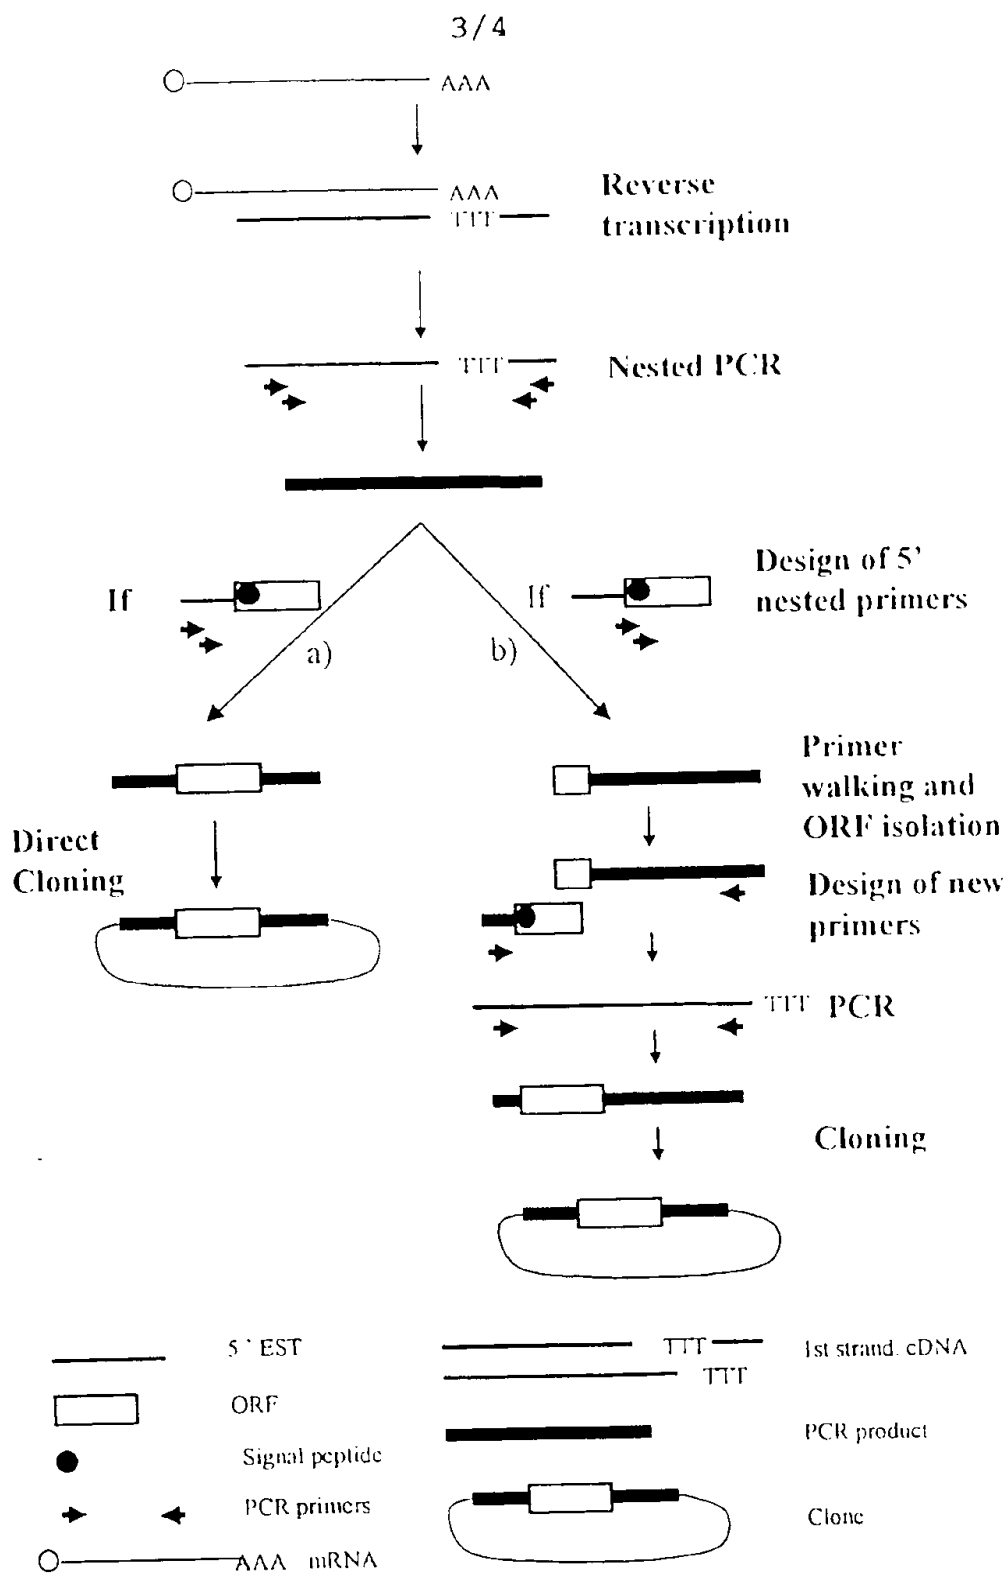 3/4
AAA
AAA
TTT
Reverse
transcription
TTT
Nested PCR
If
a)
If
b)
Design of 5'
nested primers
Primer
walking and
ORF isolation
Direct
Cloning
Design of new
primers
TTT PCR
Cloning
5' EST
ORF
Signal peptide
PCR primers
AAA mRNA
TTT
TTT
1st strand. cDNA
PCR product
Clone